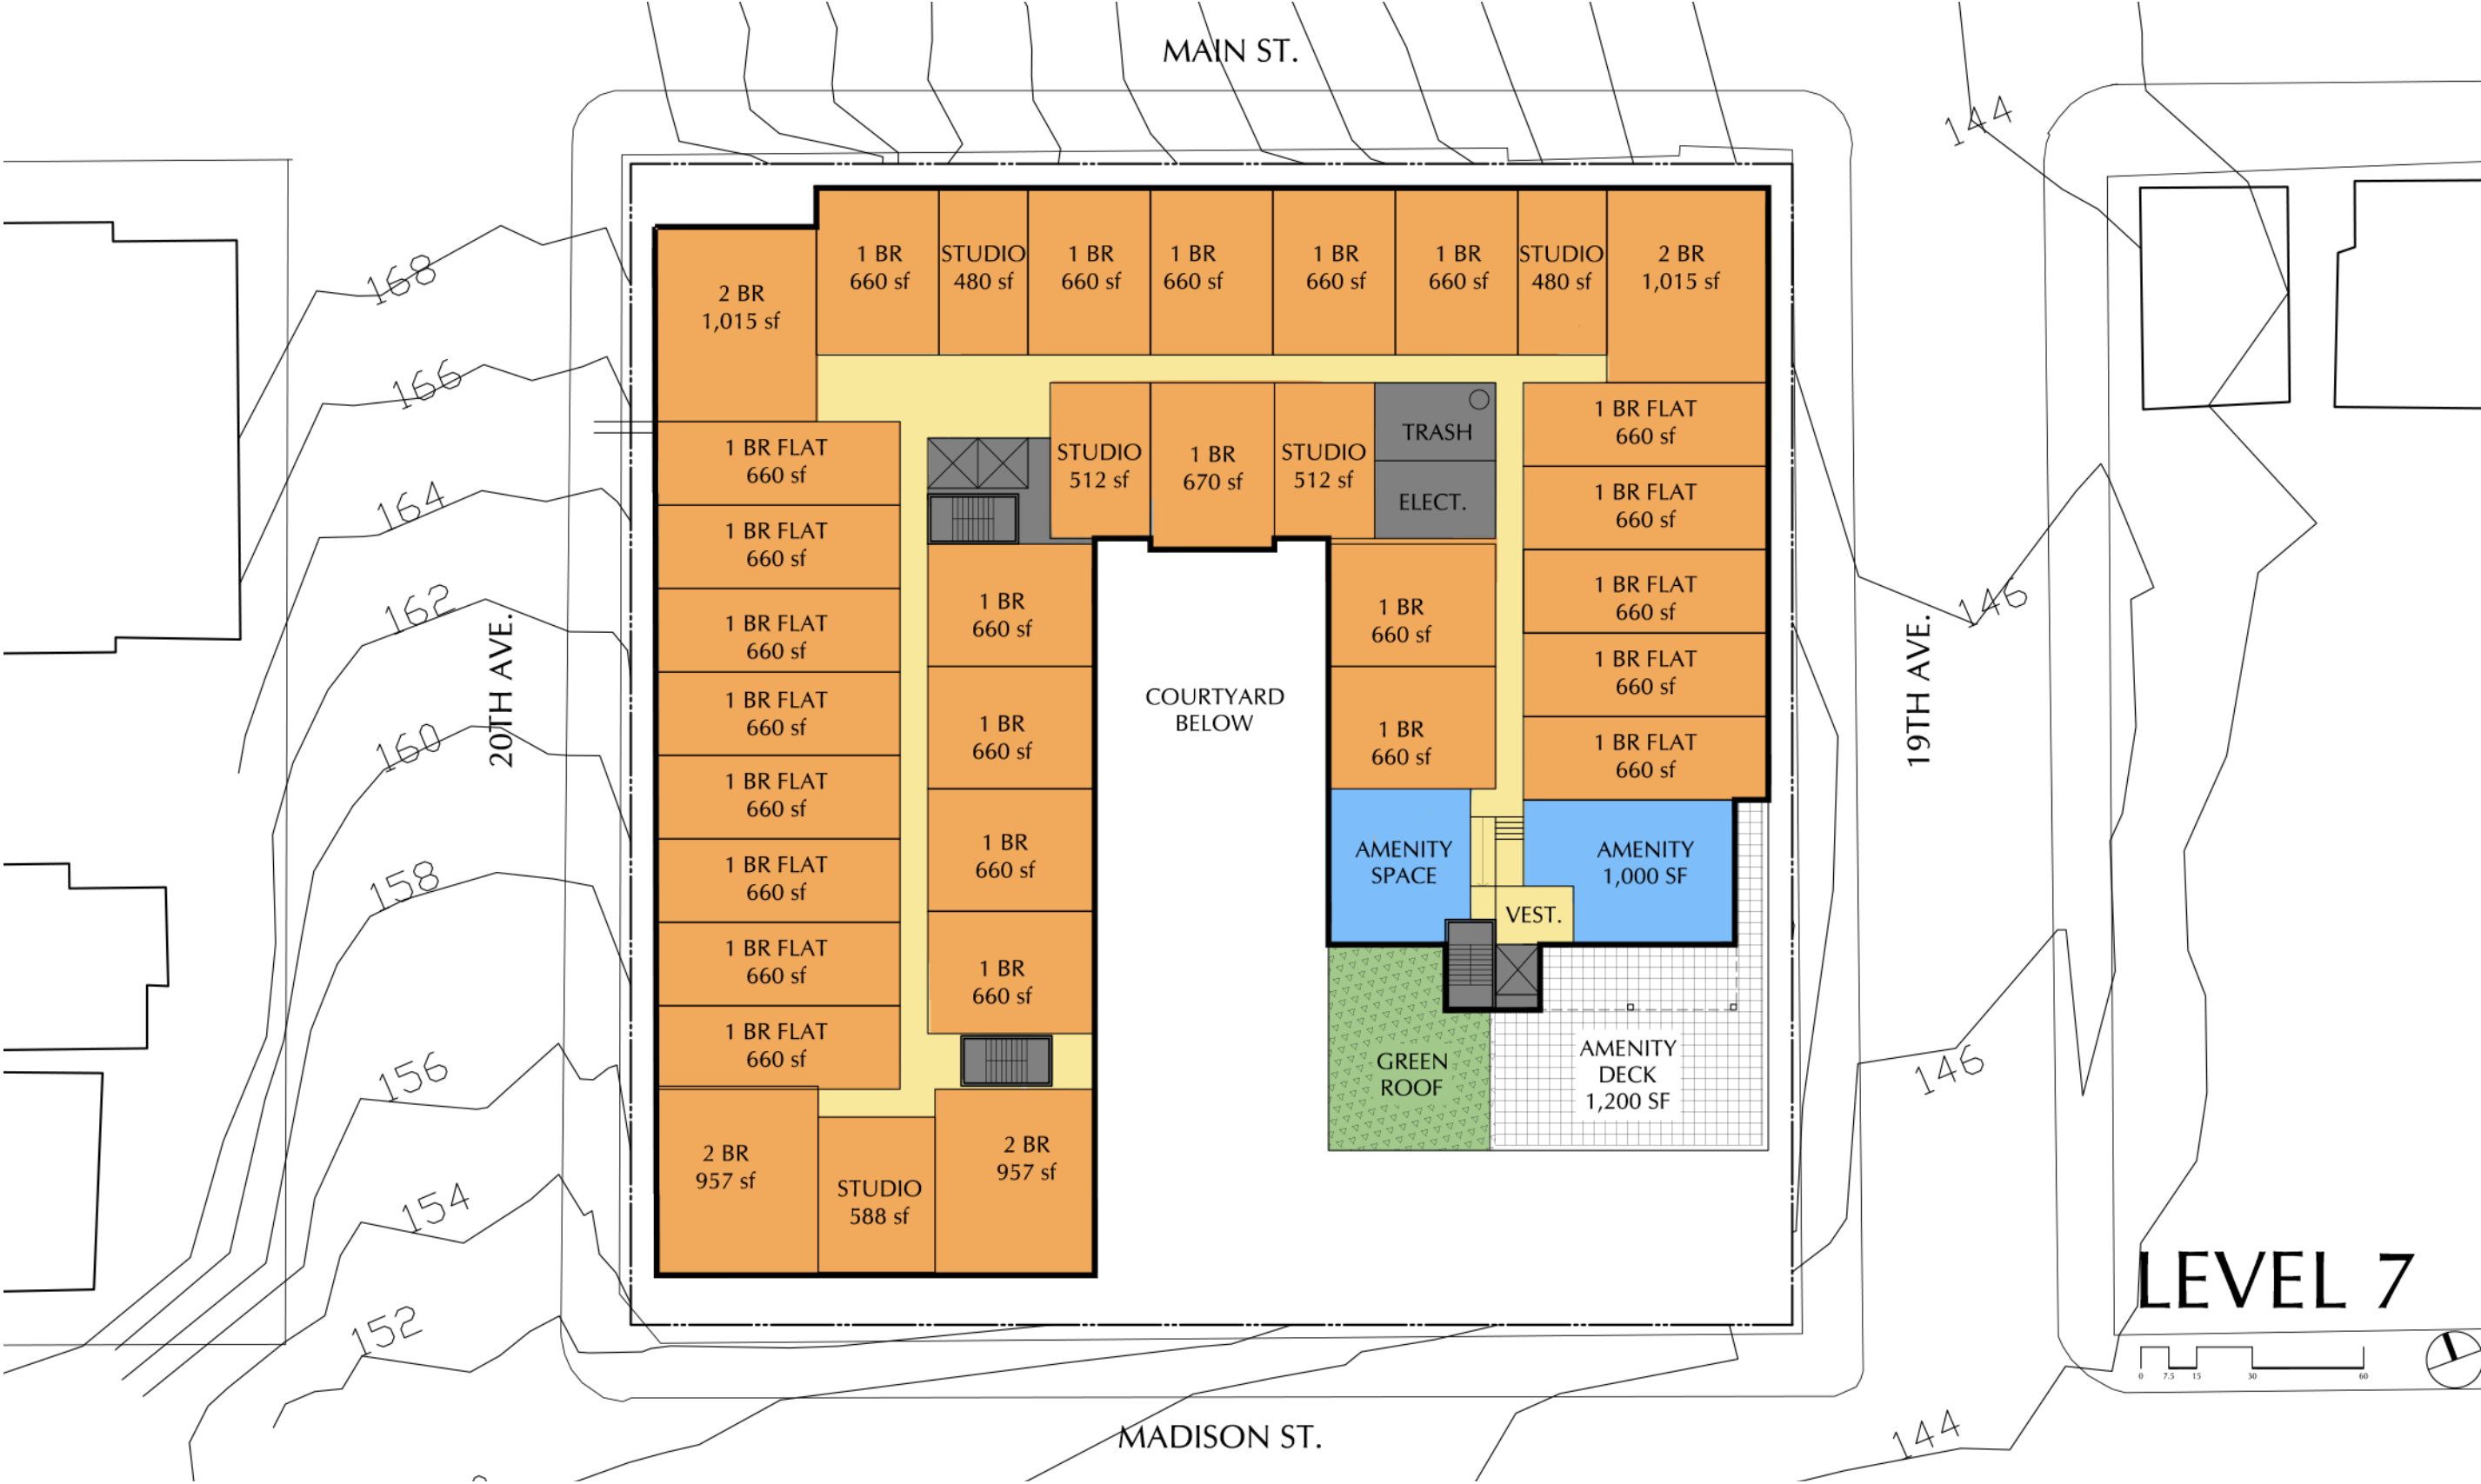 MAIN ST.
144
168
166
164
162
160
158
156
154
152
20TH AVE.
2 BR
1,015 sf
1 BR
660 sf
STUDIO
480 sf
1 BR
660 sf
1 BR
660 sf
1 BR
660 sf
1 BR
660 sf
STUDIO
480 sf
2 BR
1,015 sf
1 BR FLAT
660 sf
1 BR FLAT
660 sf
1 BR FLAT
660 sf
1 BR FLAT
660 sf
1 BR FLAT
660 sf
1 BR FLAT
660 sf
1 BR FLAT
660 sf
1 BR FLAT
660 sf
2 BR
957 sf
STUDIO
588 sf
2 BR
957 sf
1 BR
660 sf
1 BR
660 sf
1 BR
660 sf
1 BR
660 sf
STUDIO
512 sf
1 BR
670 sf
STUDIO
512 sf
TRASH
ELECT.
COURTYARD
BELOW
1 BR
660 sf
1 BR
660 sf
1 BR FLAT
660 sf
1 BR FLAT
660 sf
1 BR FLAT
660 sf
1 BR FLAT
660 sf
1 BR FLAT
660 sf
AMENITY
SPACE
AMENITY
1,000 SF
VEST.
GREEN
ROOF
AMENITY
DECK
1,200 SF
19TH AVE.
146
146
144
MADISON ST.
LEVEL 7
0 7.5 15 30 60